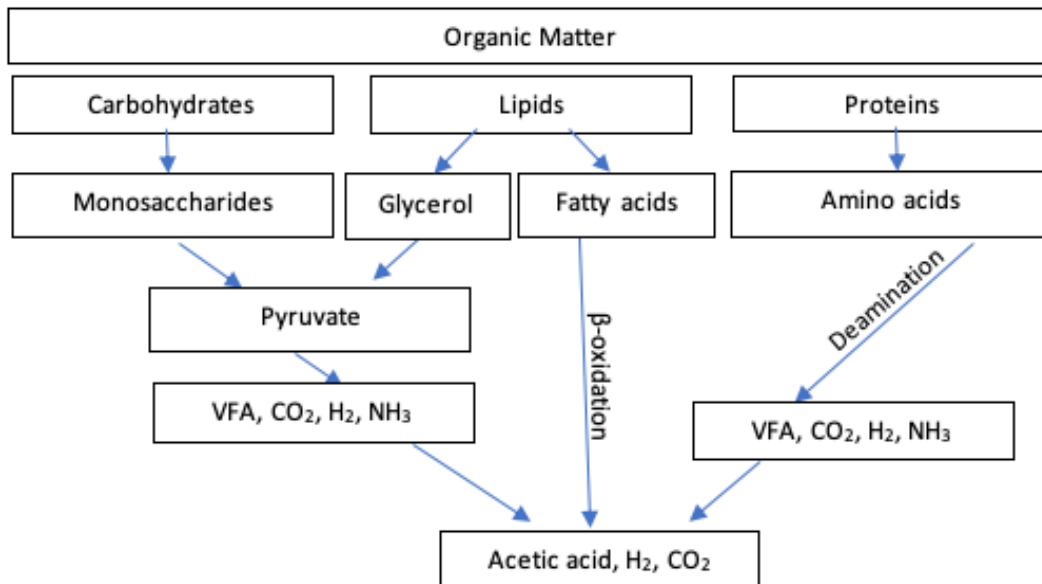 Organic Matter
Carbohydrates
Lipids
Proteins
Monosaccharides
Glycerol
Fatty acids
Amino acids
Deamination
Pyruvate
β-oxidation
VFA, CO₂, H₂, NH₃
VFA, CO₂, H₂, NH₃
Acetic acid, H₂, CO₂